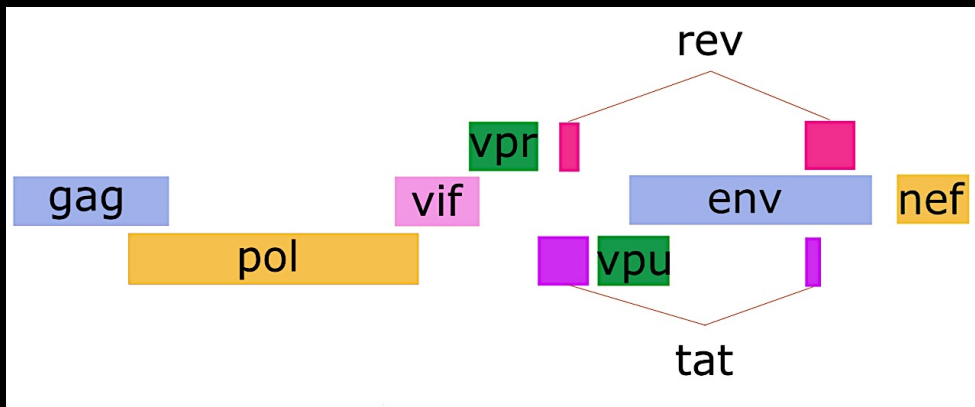 rev
vpr
gag
vif
env
nef
pol
vpu
tat